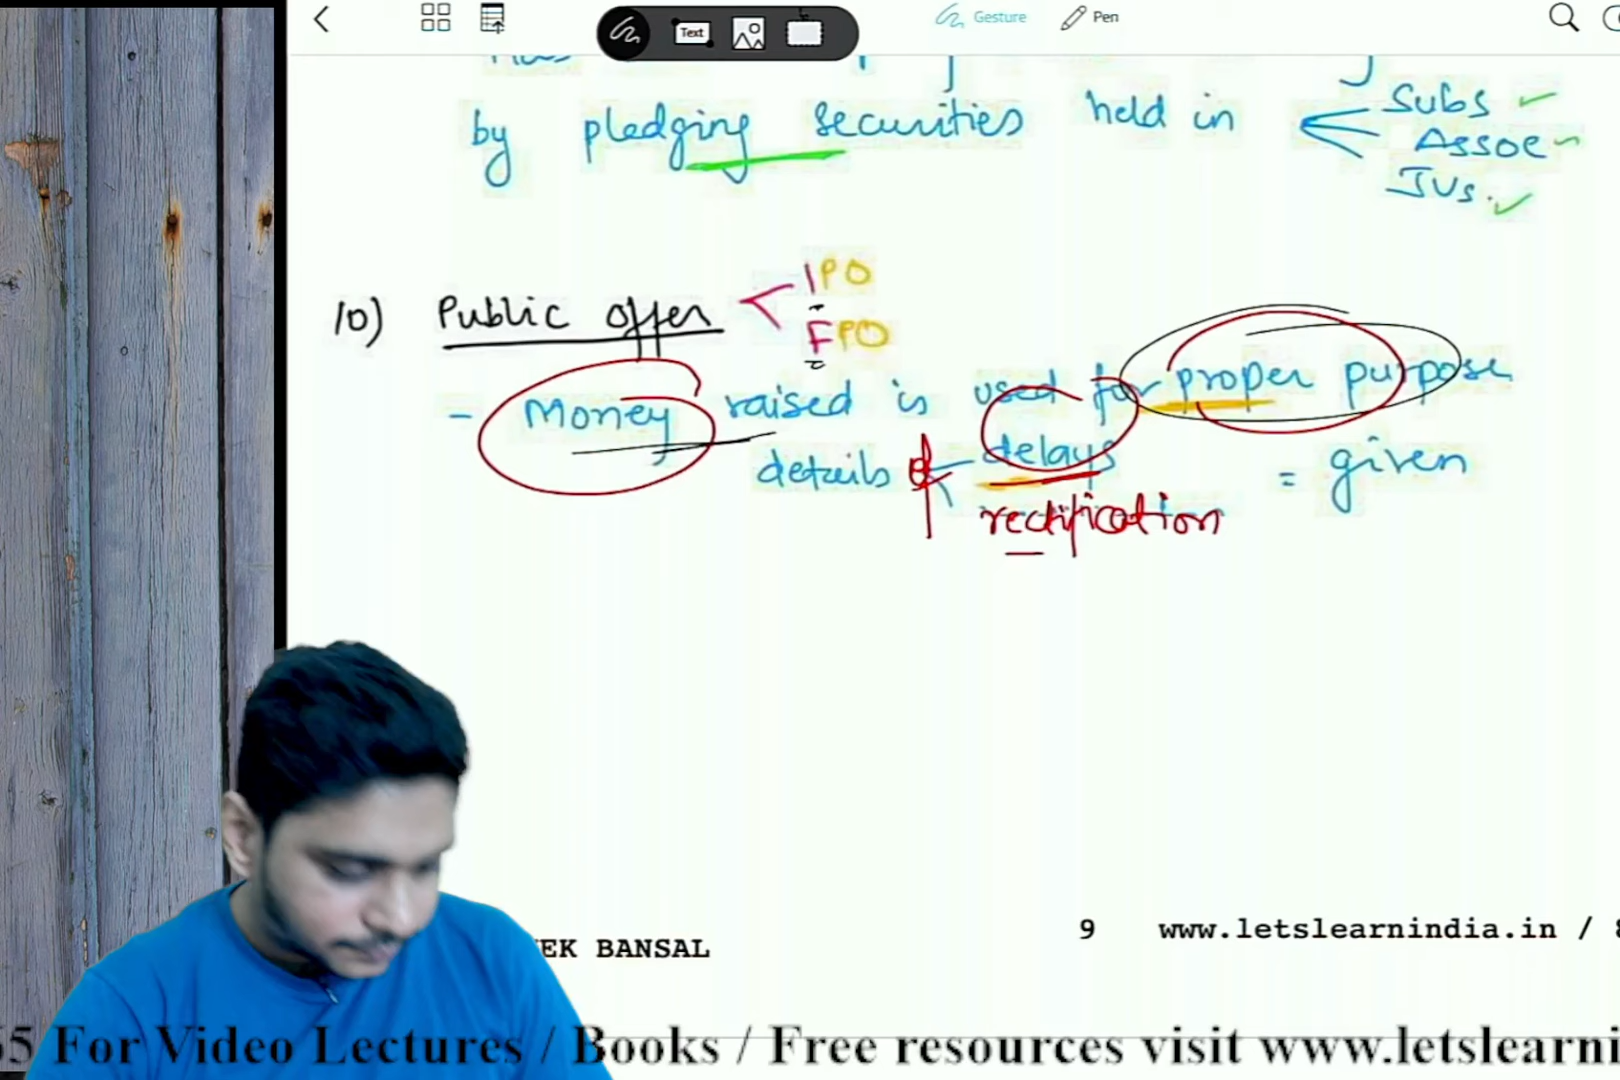 Text
Gesture
Pen
by pledging securities held in
Subs
Assoc
JVs.
10) Public offer
IPO
FPO
- Money raised is used for proper purpose
details of delays = given
rectification
EK BANSAL
9 www.letslearnindia.in /
5 For Video Lectures / Books / Free resources visit www.letslearni